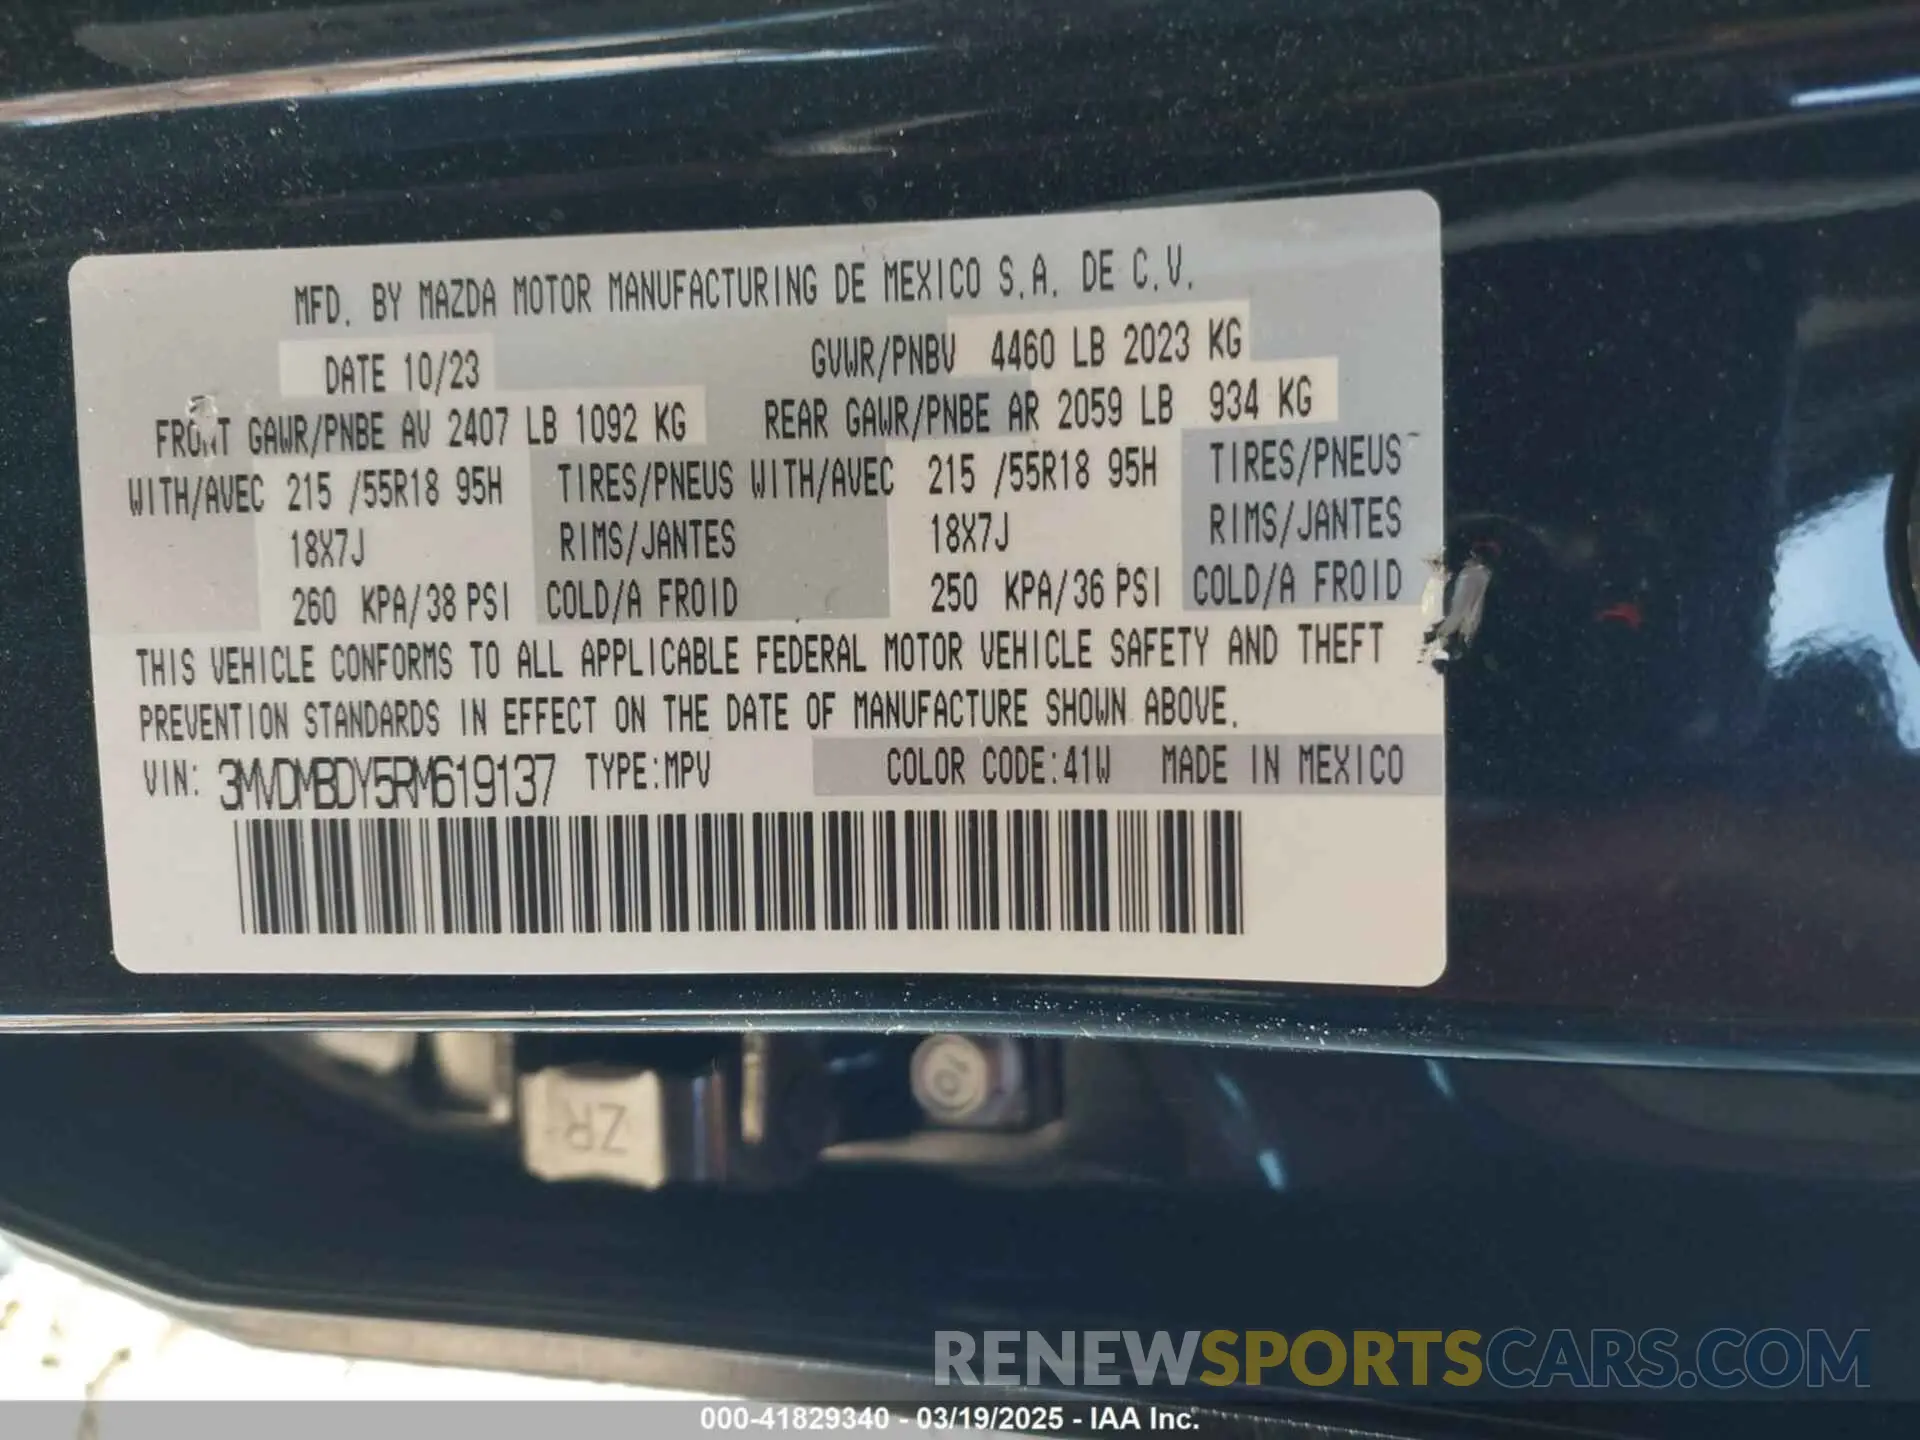 MFD. BY MAZDA MOTOR MANUFACTURING DE MEXICO S.A. DE C.V.
DATE 10/23 GVWR/PNBV 4460 LB 2023 KG
FRONT GAWR/PNBE AV 2407 LB 1092 KG REAR GAWR/PNBE AR 2059 LB 934 KG
WITH/AVEC 215 /55R18 95H TIRES/PNEUS WITH/AVEC 215 /55R18 95H TIRES/PNEUS
18X7J RIMS/JANTES 18X7J RIMS/JANTES
260 KPA/38 PSI COLD/A FROID 250 KPA/36 PSI COLD/A FROID
THIS VEHICLE CONFORMS TO ALL APPLICABLE FEDERAL MOTOR VEHICLE SAFETY AND THEFT
PREVENTION STANDARDS IN EFFECT ON THE DATE OF MANUFACTURE SHOWN ABOVE.
VIN: 3MVDMBDY5RM619137 TYPE:MPV COLOR CODE:41W MADE IN MEXICO
ZR
10
RENEWSPORTSCARS.COM
000-41829340 - 03/19/2025 - IAA Inc.